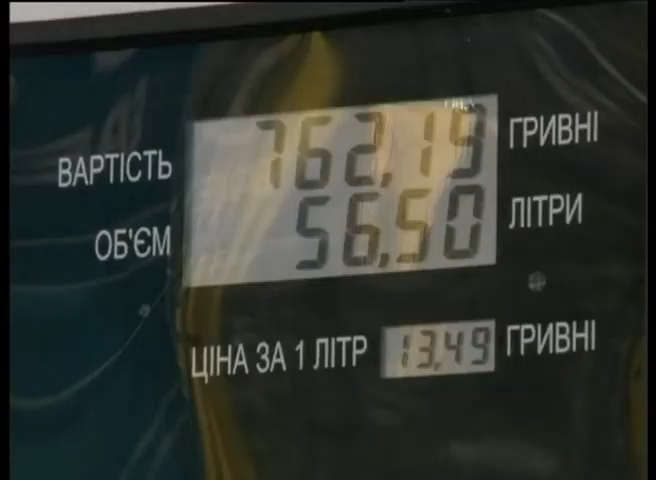 ВАРТІСТЬ 762,19 ГРИВНІ
ОБ'ЄМ 56,50 ЛІТРИ
ЦІНА ЗА 1 ЛІТР 13,49 ГРИВНІ